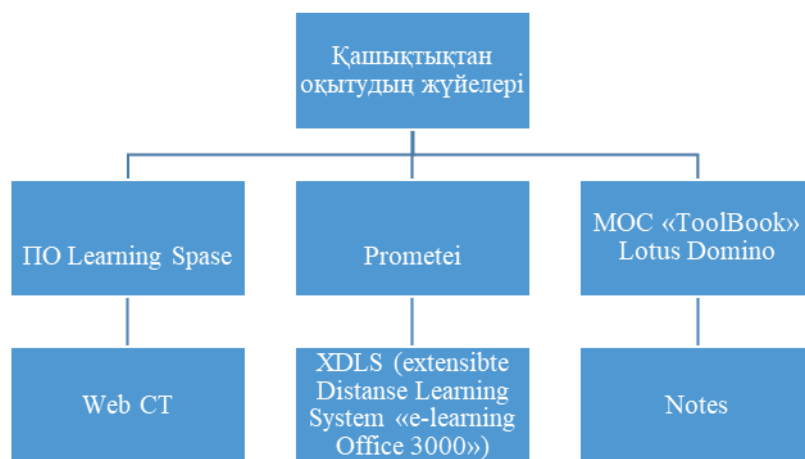 Қашықтықтан
оқытудың жүйелері
ПО Learning Spase
Prometei
МОС «ToolBook»
Lotus Domino
Web CT
XDLS (extensibte
Distanse Learning
System «e-learning
Office 3000»)
Notes